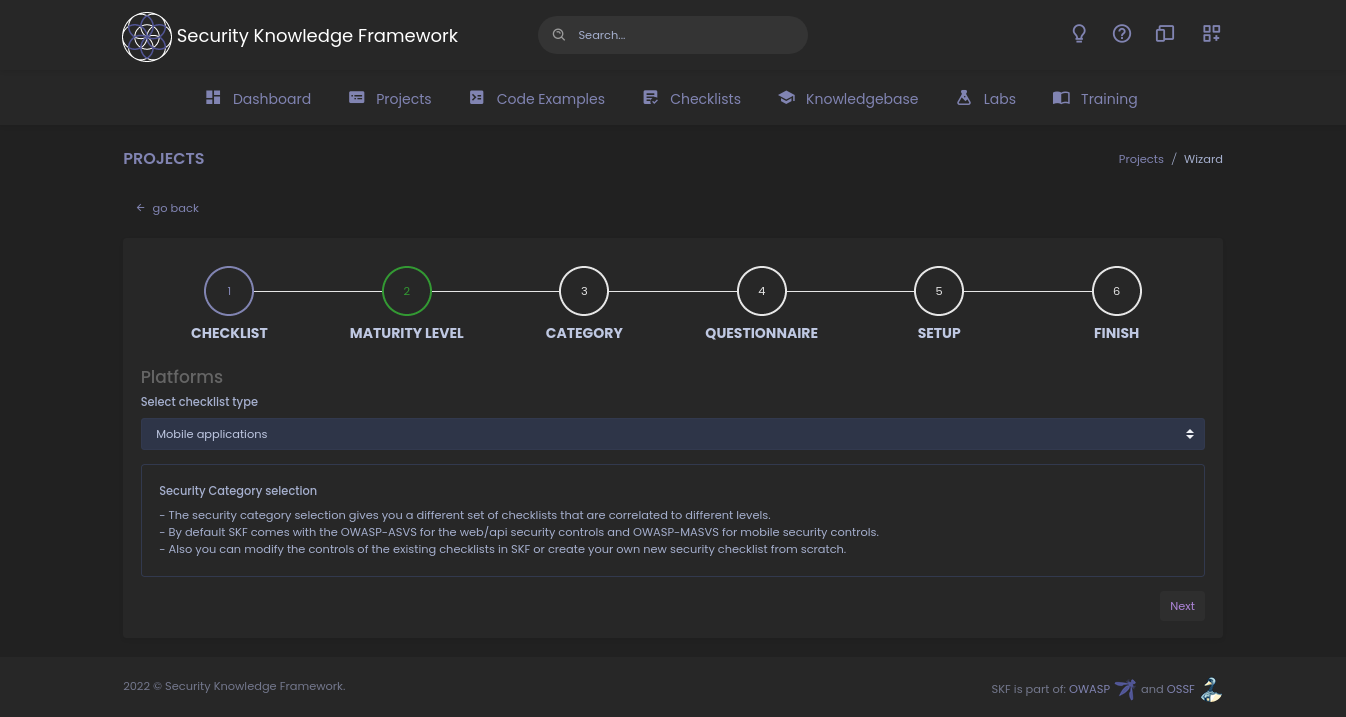 Security Knowledge Framework
Search...
Dashboard
Projects
Code Examples
Checklists
Knowledgebase
Labs
Training
PROJECTS
Projects / Wizard
← go back
1
2
3
4
5
6
CHECKLIST
MATURITY LEVEL
CATEGORY
QUESTIONNAIRE
SETUP
FINISH
Platforms
Select checklist type
Mobile applications
Security Category selection
- The security category selection gives you a different set of checklists that are correlated to different levels.
- By default SKF comes with the OWASP-ASVS for the web/api security controls and OWASP-MASVS for mobile security controls.
- Also you can modify the controls of the existing checklists in SKF or create your own new security checklist from scratch.
Next
2022 © Security Knowledge Framework.
SKF is part of: OWASP and OSSF